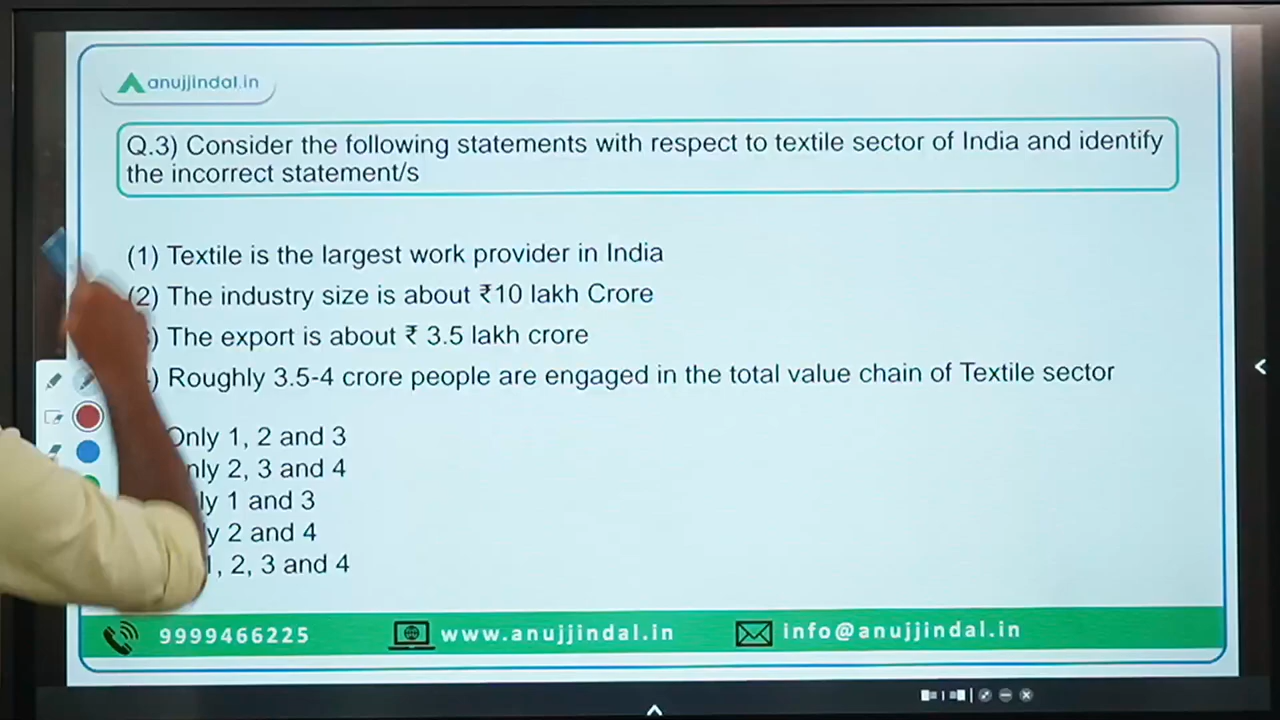 anujjindal.in
Q.3) Consider the following statements with respect to textile sector of India and identify
the incorrect statement/s
(1) Textile is the largest work provider in India
2) The industry size is about ₹10 lakh Crore
) The export is about ₹ 3.5 lakh crore
) Roughly 3.5-4 crore people are engaged in the total value chain of Textile sector
Only 1, 2 and 3
nly 2, 3 and 4
ly 1 and 3
y 2 and 4
1, 2, 3 and 4
9999466225 www.anujjindal.in info@anujjindal.in